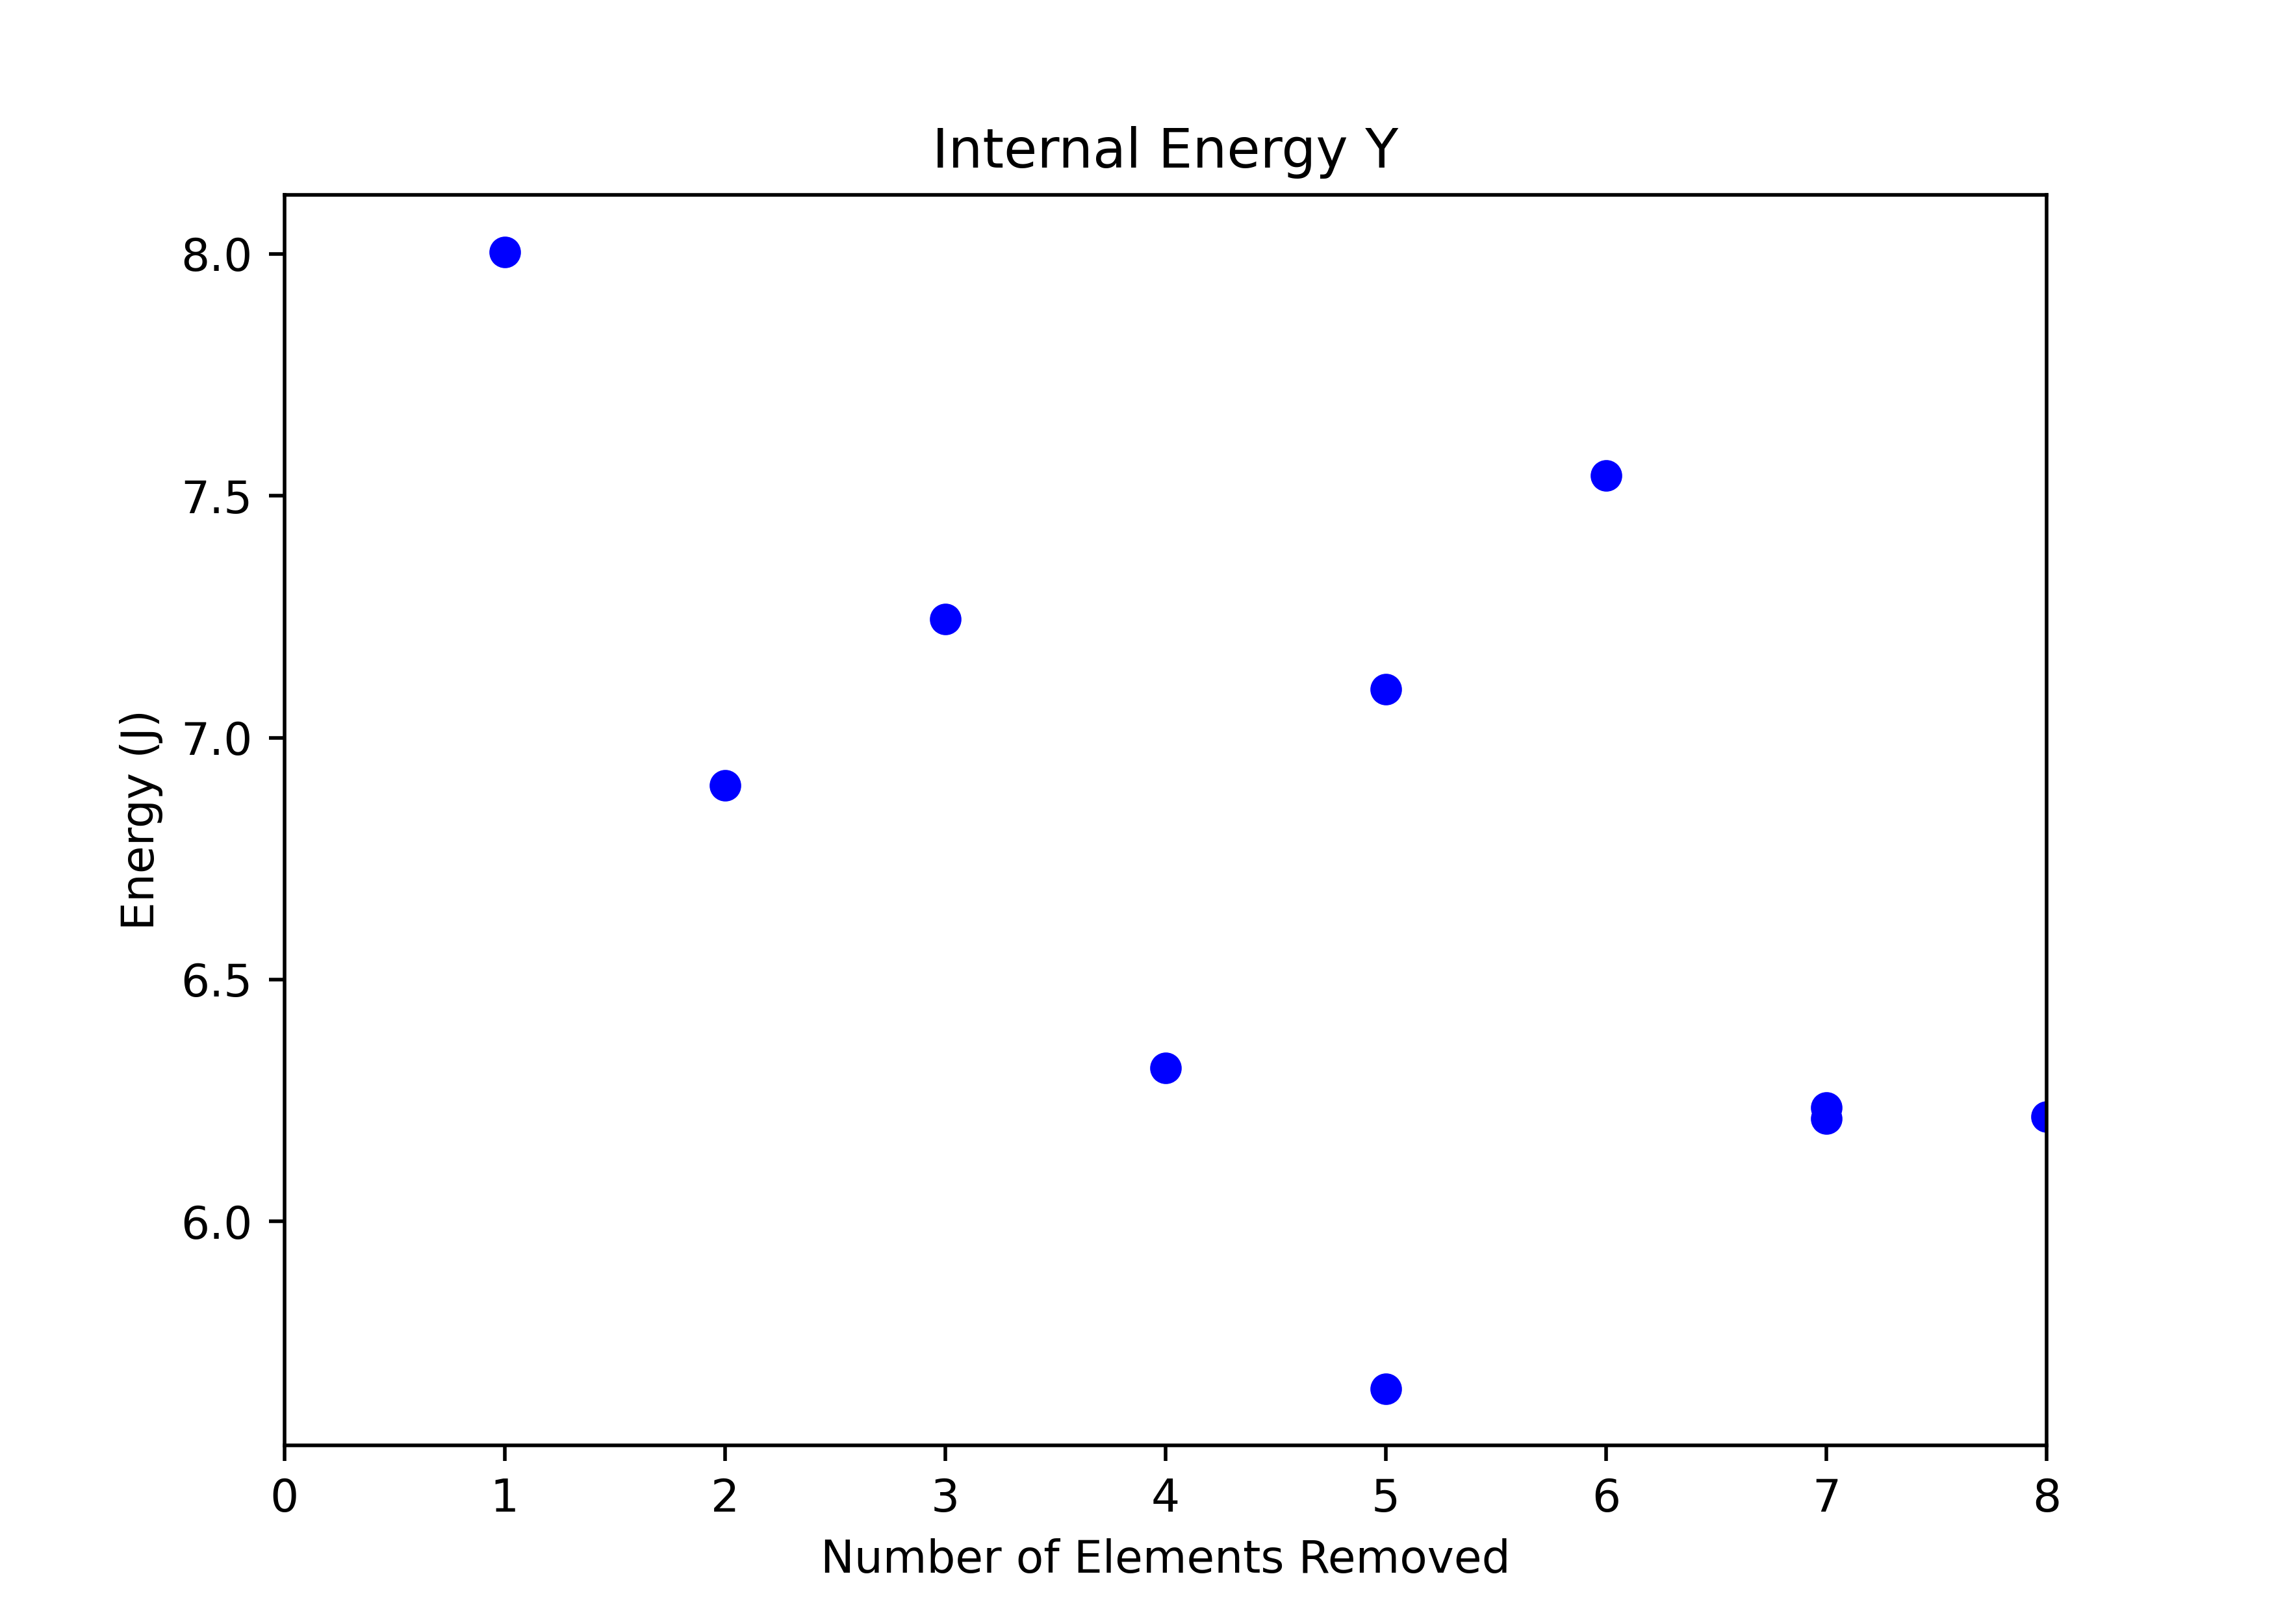 Internal Energy Y
8.0
7.5
7.0
6.5
6.0
Energy (J)
0 1 2 3 4 5 6 7 8
Number of Elements Removed